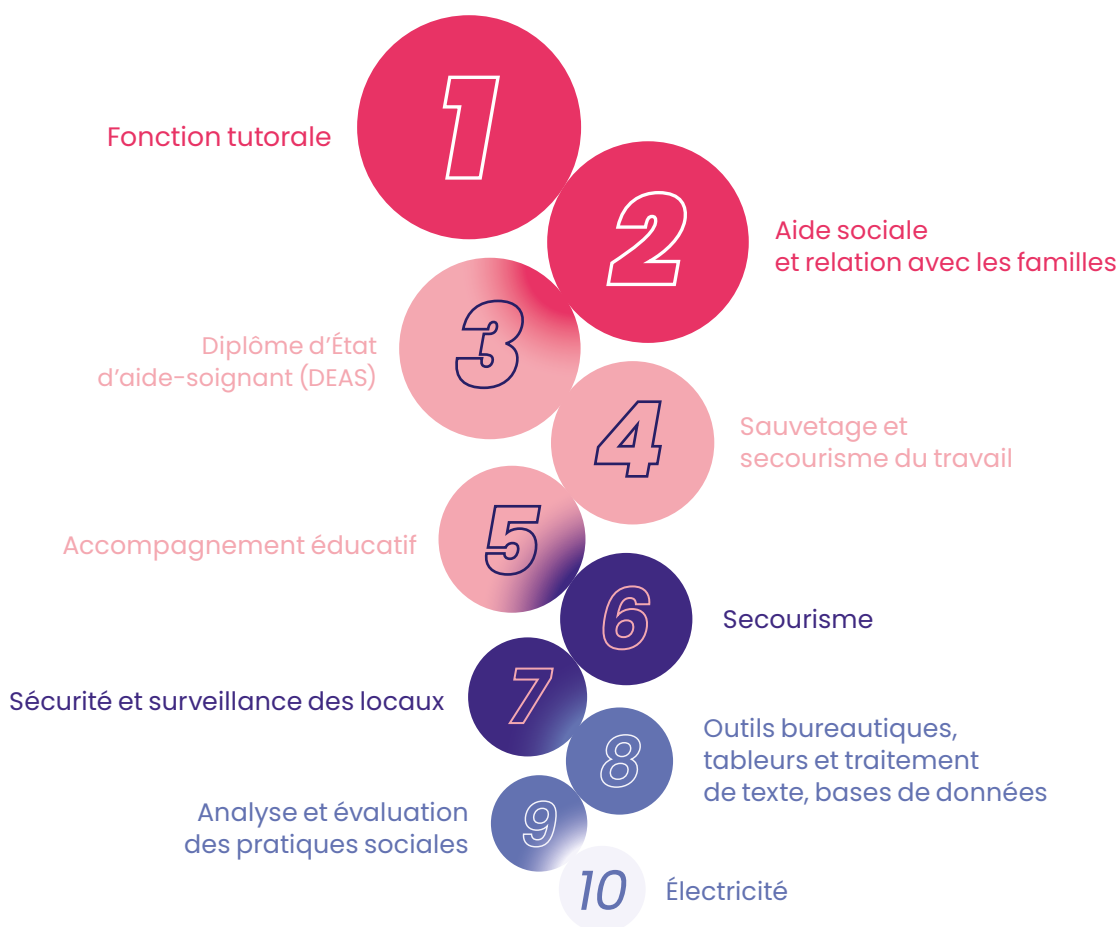 1
Fonction tutorale
2
Aide sociale
et relation avec les familles
3
Diplôme d’État
d’aide-soignant (DEAS)
4
Sauvetage et
secourisme du travail
5
Accompagnement éducatif
6
Secourisme
7
Sécurité et surveillance des locaux
8
Outils bureautiques,
tableurs et traitement
de texte, bases de données
9
Analyse et évaluation
des pratiques sociales
10
Électricité